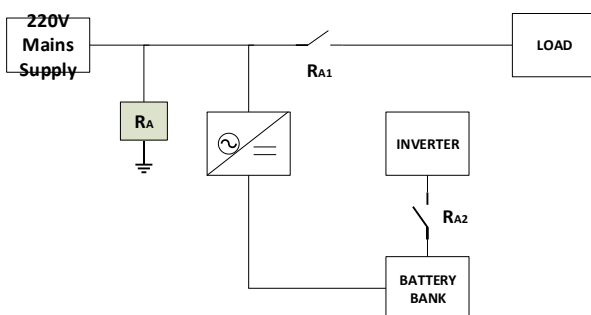 220V
Mains
Supply
LOAD
RA1
RA
INVERTER
RA2
BATTERY
BANK